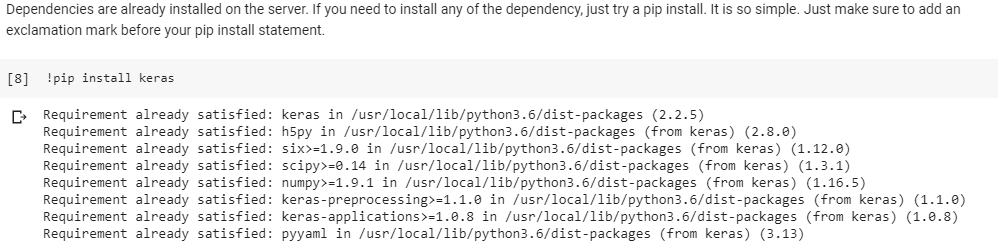 Dependencies are already installed on the server. If you need to install any of the dependency, just try a pip install. It is so simple. Just make sure to add an
exclamation mark before your pip install statement.
[8] !pip install keras
Requirement already satisfied: keras in /usr/local/lib/python3.6/dist-packages (2.2.5)
Requirement already satisfied: h5py in /usr/local/lib/python3.6/dist-packages (from keras) (2.8.0)
Requirement already satisfied: six>=1.9.0 in /usr/local/lib/python3.6/dist-packages (from keras) (1.12.0)
Requirement already satisfied: scipy>=0.14 in /usr/local/lib/python3.6/dist-packages (from keras) (1.3.1)
Requirement already satisfied: numpy>=1.9.1 in /usr/local/lib/python3.6/dist-packages (from keras) (1.16.5)
Requirement already satisfied: keras-preprocessing>=1.1.0 in /usr/local/lib/python3.6/dist-packages (from keras) (1.1.0)
Requirement already satisfied: keras-applications>=1.0.8 in /usr/local/lib/python3.6/dist-packages (from keras) (1.0.8)
Requirement already satisfied: pyyaml in /usr/local/lib/python3.6/dist-packages (from keras) (3.13)